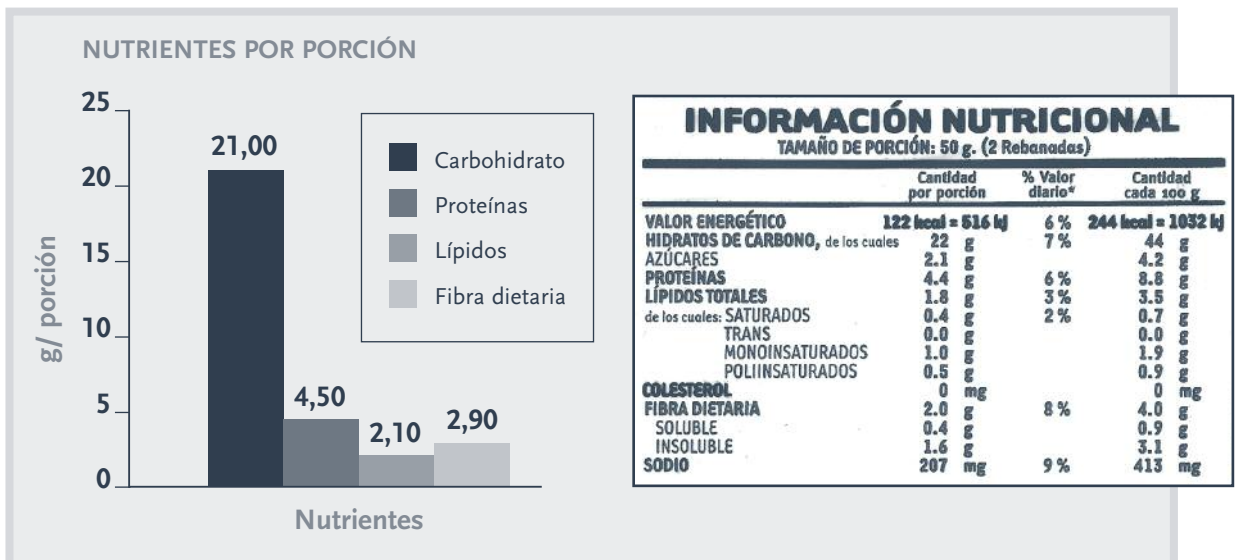 NUTRIENTES POR PORCIÓN
25
20
15
10
5
0
g/ porción
21,00
4,50
2,10
2,90
Nutrientes
Carbohidrato
Proteínas
Lípidos
Fibra dietaria
INFORMACIÓN NUTRICIONAL
TAMAÑO DE PORCIÓN: 50 g. (2 Rebanadas)
Cantidad por porción % Valor diario* Cantidad cada 100 g
VALOR ENERGÉTICO 122 kcal = 516 kJ 6 % 244 kcal = 1032 kJ
HIDRATOS DE CARBONO, de los cuales 22 g 7 % 44 g
AZÚCARES 2.1 g 4.2 g
PROTEÍNAS 4.4 g 6 % 8.8 g
LÍPIDOS TOTALES 1.8 g 3 % 3.5 g
de los cuales: SATURADOS 0.4 g 2 % 0.7 g
TRANS 0.0 g 0.0 g
MONOINSATURADOS 1.0 g 1.9 g
POLIINSATURADOS 0.5 g 0.9 g
COLESTEROL 0 mg 0 mg
FIBRA DIETARIA 2.0 g 8 % 4.0 g
SOLUBLE 0.4 g 0.9 g
INSOLUBLE 1.6 g 3.1 g
SODIO 207 mg 9 % 413 mg